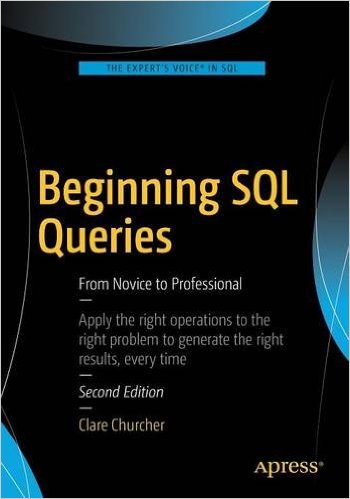 THE EXPERT'S VOICE® IN SQL
Beginning SQL
Queries
From Novice to Professional
—
Apply the right operations to the
right problem to generate the right
results, every time
—
Second Edition
—
Clare Churcher
Apress®